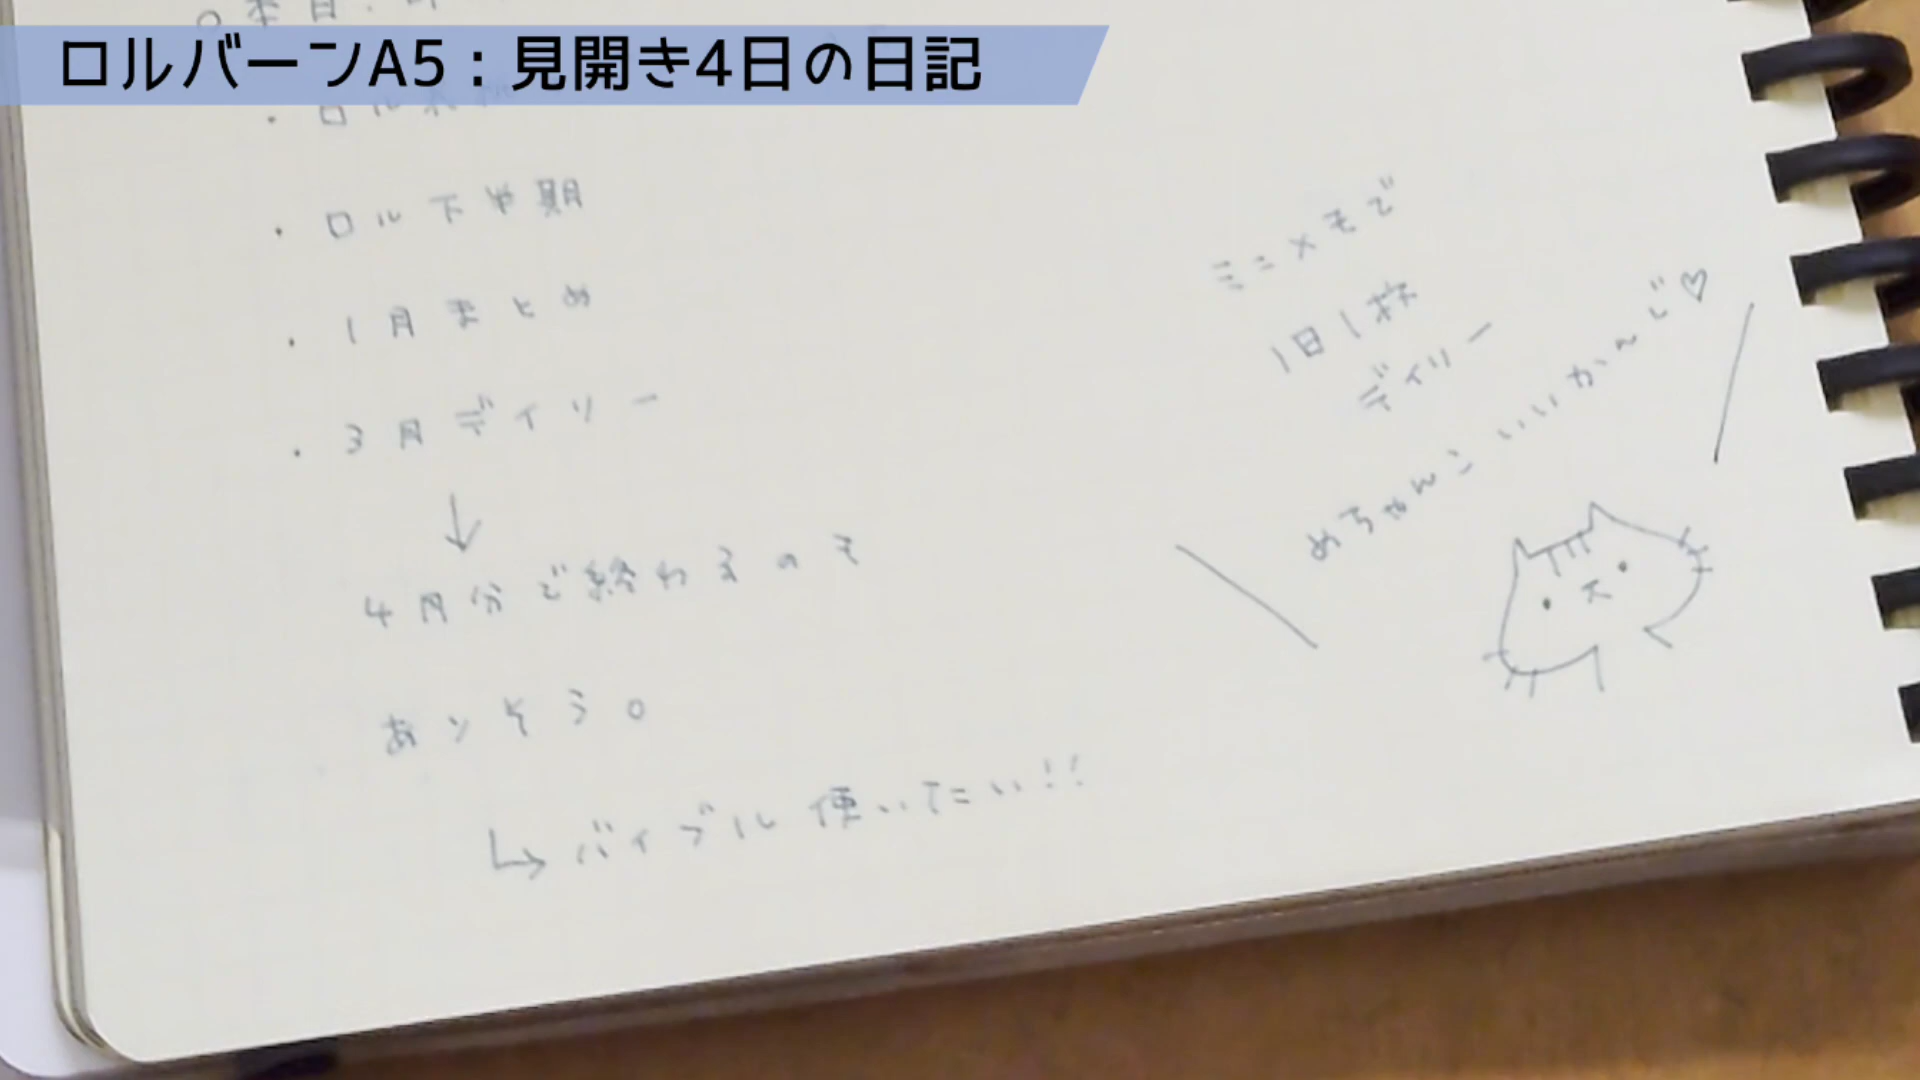 ロルバーンA5：見開き4日の日記
・ロル下半期
・1月まとめ
・3月デイリー
↓
4月分で終わるのも
ありそう。
↳バイブル使いたい!!
ミニメモで
1日1枚
デイリー
めちゃんこいいかんじ♡